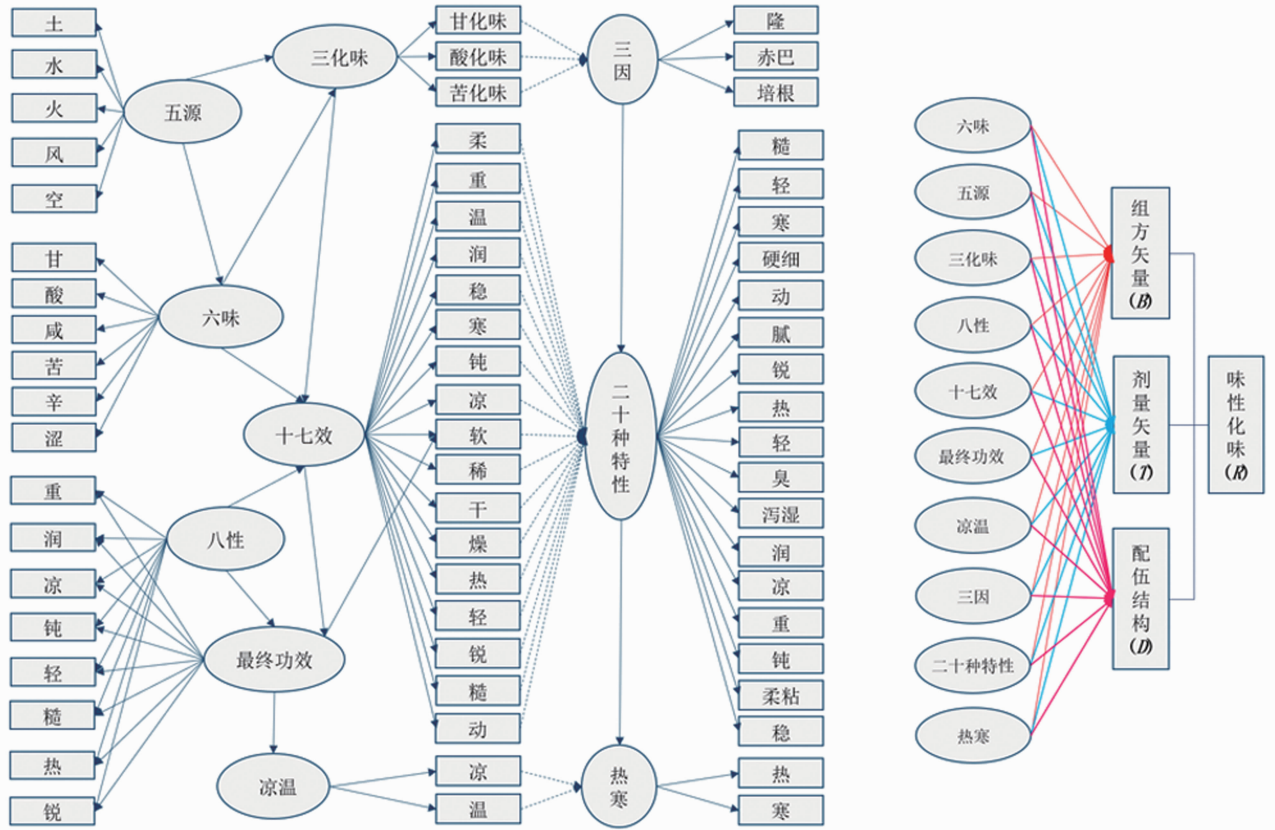 土
水
火
风
空
五源
三化味
甘化味
酸化味
苦化味
三因
隆
赤巴
培根
甘
酸
咸
苦
辛
涩
六味
十七效
重
润
凉
钝
轻
糙
热
锐
八性
最终功效
凉温
柔
重
温
润
稳
寒
钝
凉
软
稀
干
燥
热
轻
锐
糙
动
凉
温
二十种特性
热寒
糙
轻
寒
硬细
动
腻
锐
热
轻
臭
泻湿
润
凉
重
钝
柔粘
稳
热
寒
六味
五源
三化味
八性
十七效
最终功效
凉温
三因
二十种特性
热寒
组方矢量(B)
剂量矢量(T)
配伍结构(D)
味性化味(R)